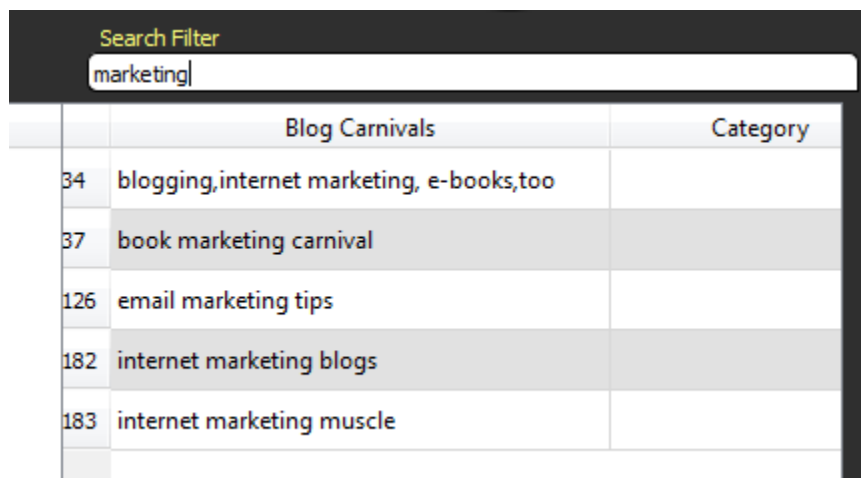 Search Filter
marketing
Blog Carnivals Category
34 blogging,internet marketing, e-books,too
37 book marketing carnival
126 email marketing tips
182 internet marketing blogs
183 internet marketing muscle